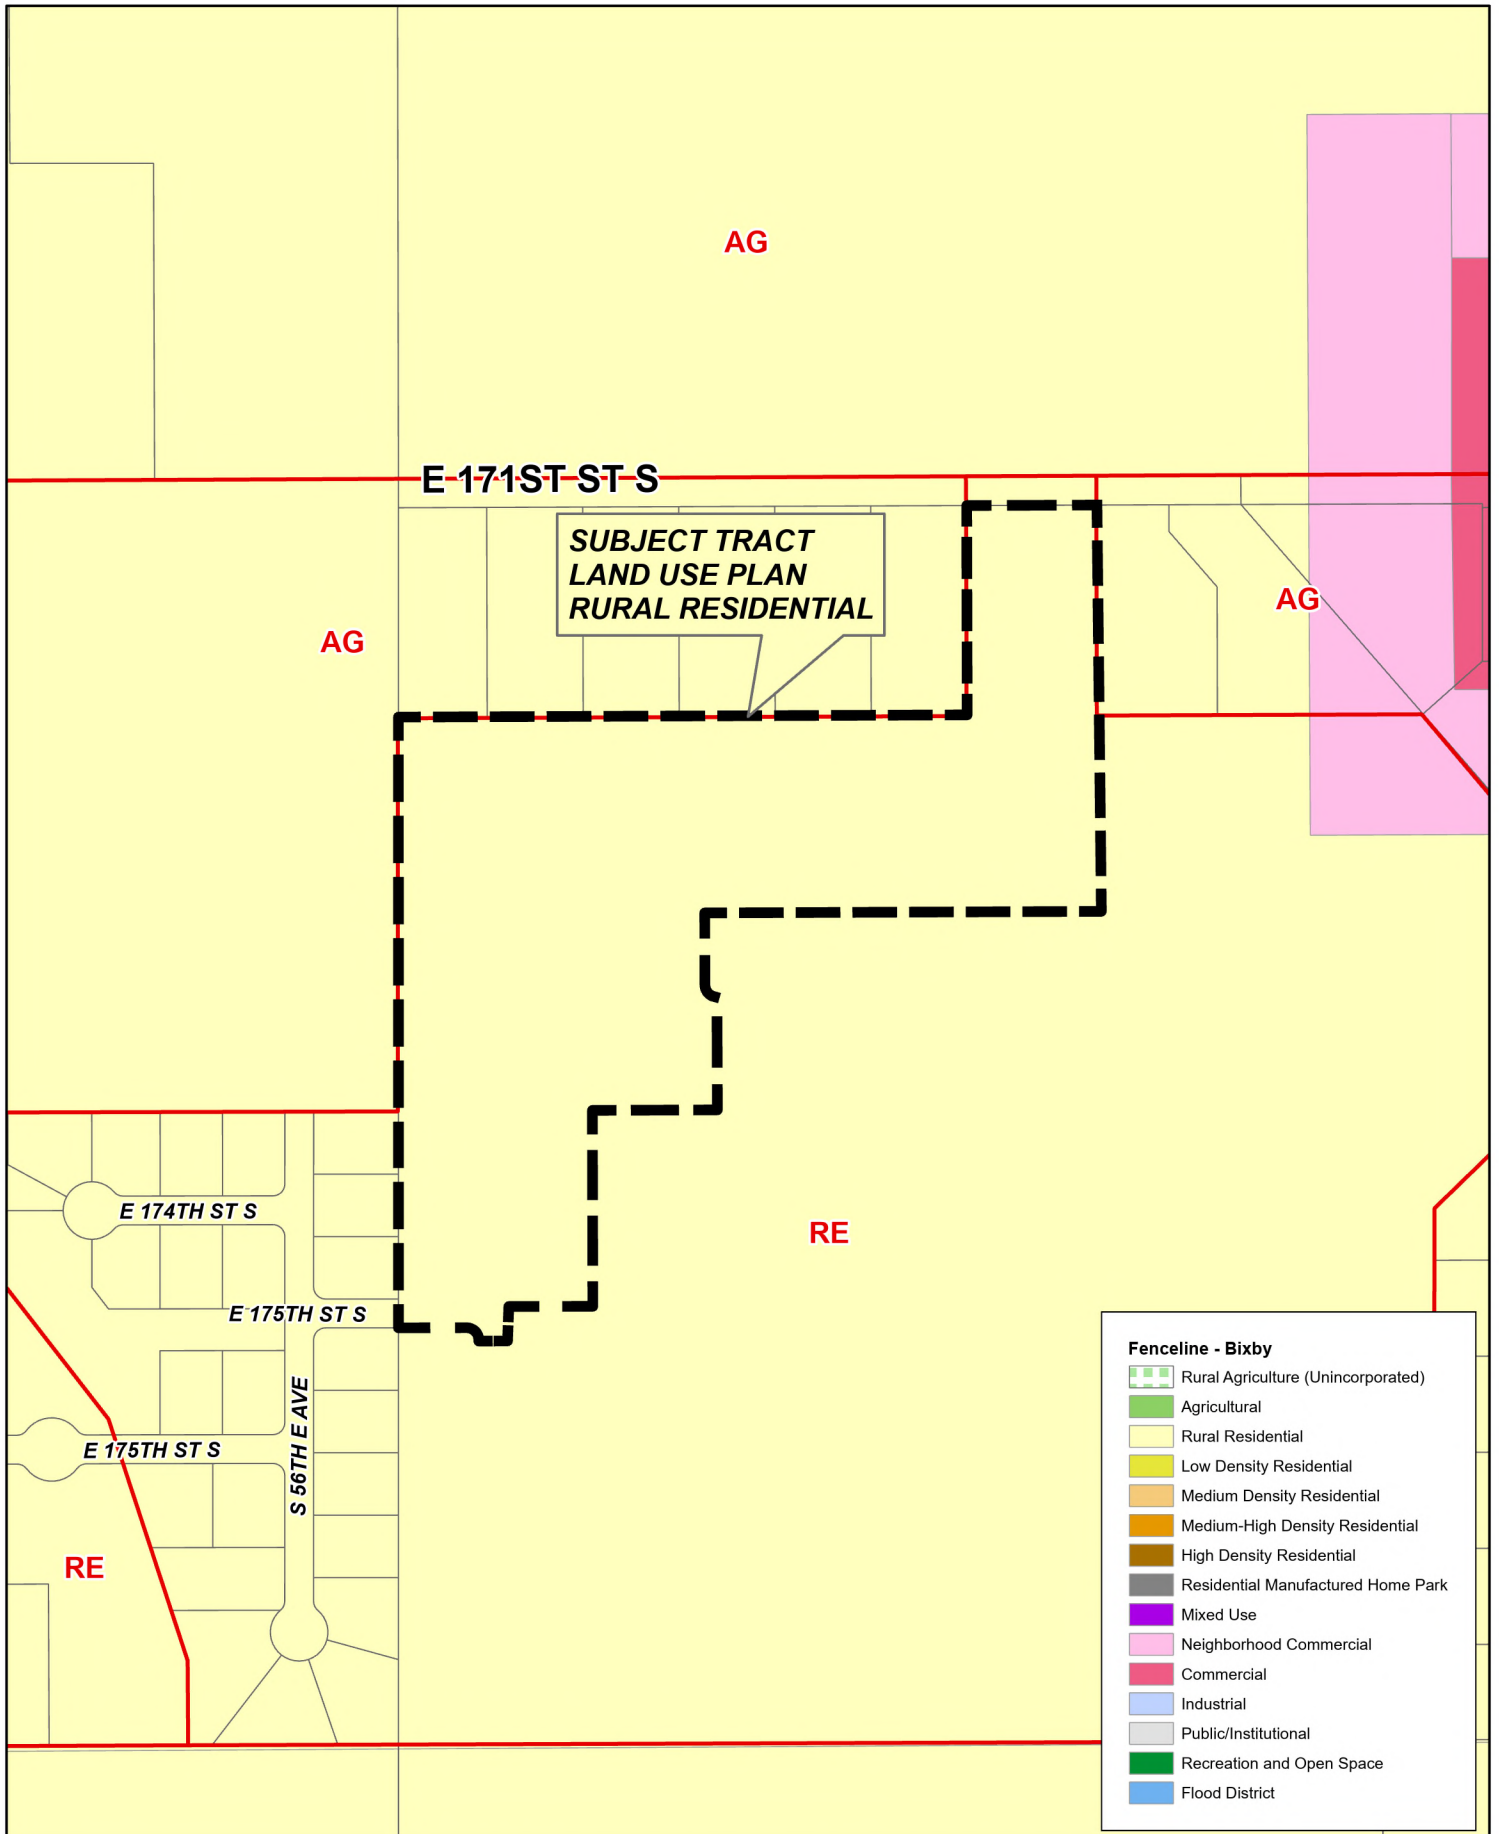 AG
E 171ST ST S
SUBJECT TRACT
LAND USE PLAN
RURAL RESIDENTIAL
AG
AG
E 174TH ST S
RE
E 175TH ST S
S 56TH E AVE
E 175TH ST S
RE
Fenceline - Bixby
Rural Agriculture (Unincorporated)
Agricultural
Rural Residential
Low Density Residential
Medium Density Residential
Medium-High Density Residential
High Density Residential
Residential Manufactured Home Park
Mixed Use
Neighborhood Commercial
Commercial
Industrial
Public/Institutional
Recreation and Open Space
Flood District